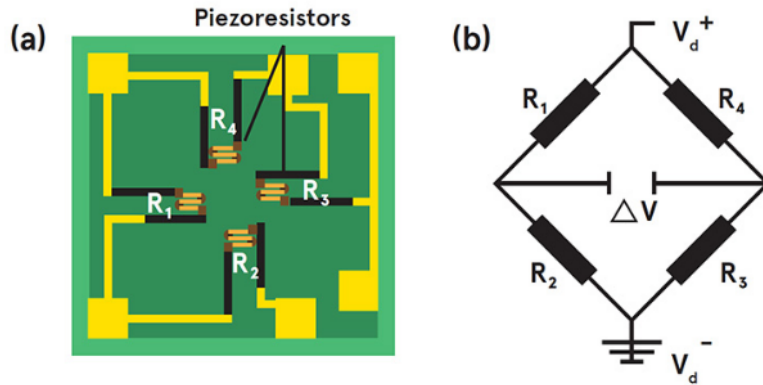 Piezoresistors
(a)
R4
R1
R3
R2
(b)
Vd+
R1
R4
△V
R2
R3
Vd-